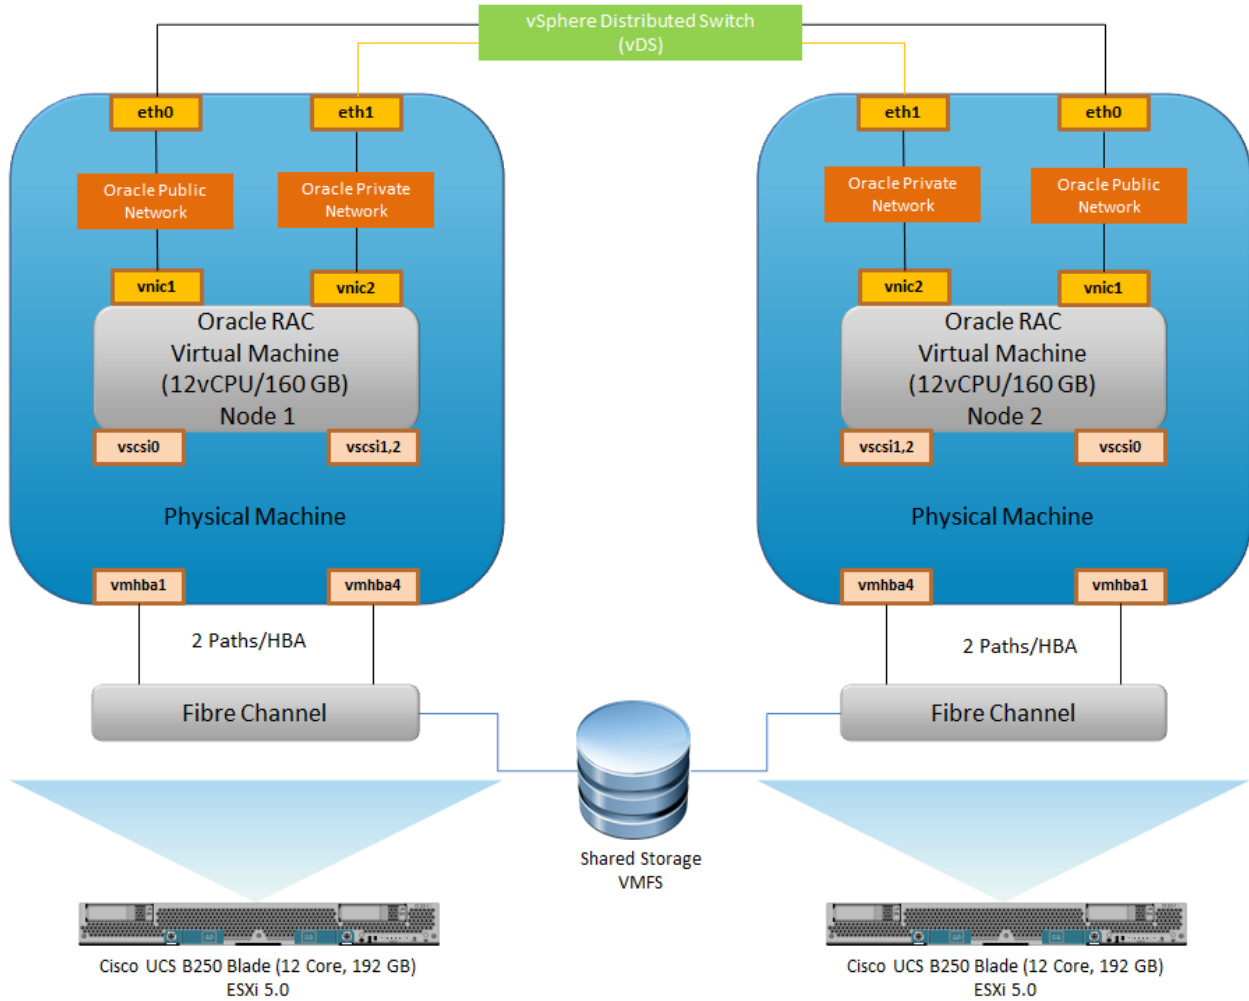 vSphere Distributed Switch
(vDS)
eth0
eth1
eth1
eth0
Oracle Public
Network
Oracle Private
Network
Oracle Private
Network
Oracle Public
Network
vnic1
vnic2
vnic2
vnic1
Oracle RAC
Virtual Machine
(12vCPU/160 GB)
Node 1
Oracle RAC
Virtual Machine
(12vCPU/160 GB)
Node 2
vscsi0
vscsi1,2
vscsi1,2
vscsi0
Physical Machine
Physical Machine
vmhba1
vmhba4
vmhba4
vmhba1
2 Paths/HBA
2 Paths/HBA
Fibre Channel
Fibre Channel
Shared Storage
VMFS
Cisco UCS B250 Blade (12 Core, 192 GB)
ESXi 5.0
Cisco UCS B250 Blade (12 Core, 192 GB)
ESXi 5.0